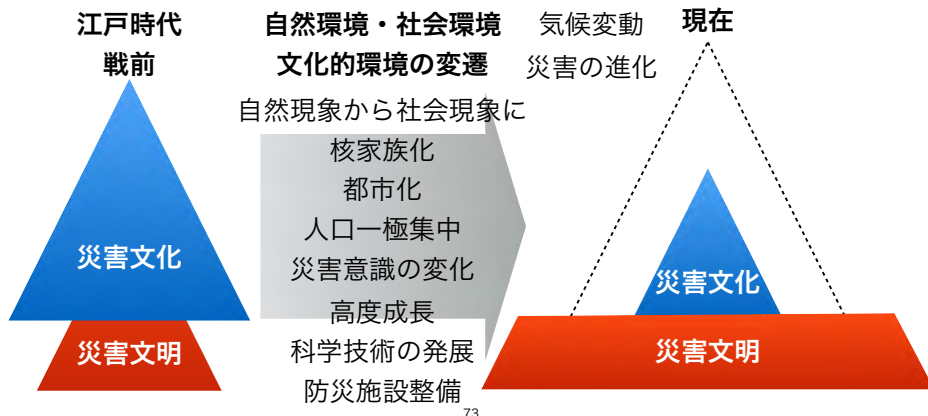 江戸時代
戦前
災害文化
災害文明
自然環境・社会環境
文化的環境の変遷
自然現象から社会現象に
核家族化
都市化
人口一極集中
災害意識の変化
高度成長
科学技術の発展
防災施設整備
気候変動
災害の進化
現在
災害文化
災害文明
73